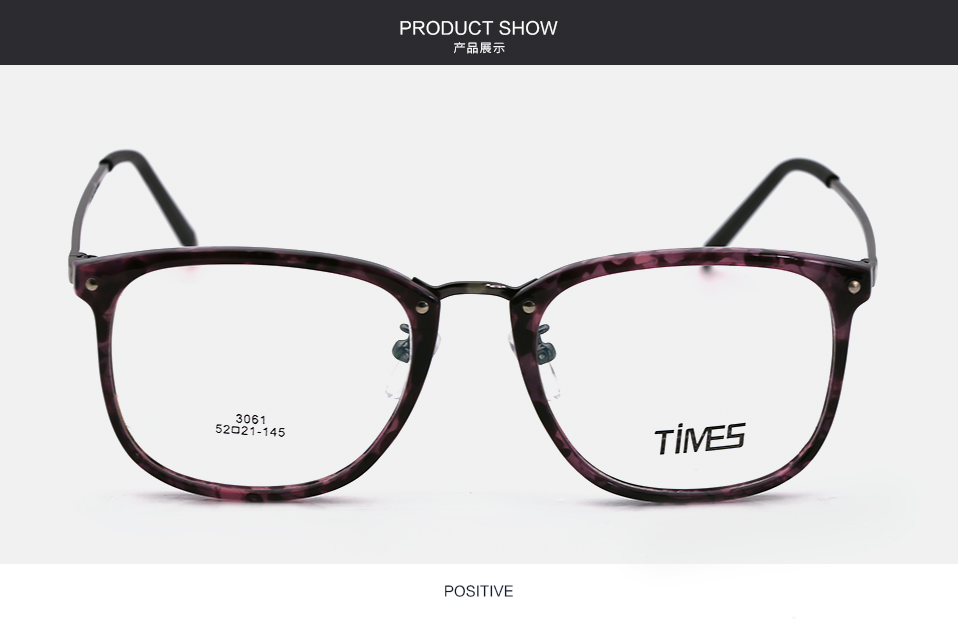 PRODUCT SHOW
产品展示
3061
52□21-145
TiMES
POSITIVE